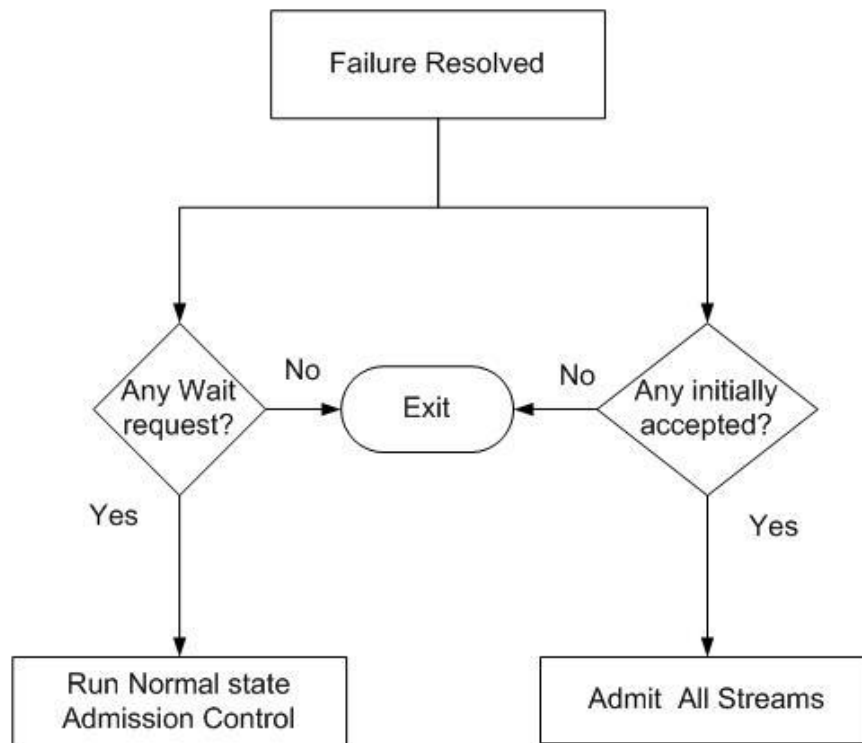 Failure Resolved
No
No
Any Wait
request?
Exit
Any initially
accepted?
Yes
Yes
Run Normal state
Admission Control
Admit All Streams